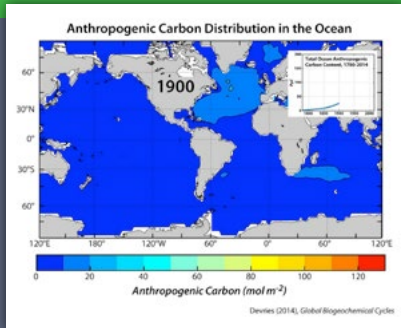 Anthropogenic Carbon Distribution in the Ocean
1900
Total Ocean Anthropogenic
Carbon Content, 1780-2014
60°
30°N
0°
30°S
60°
120°E 180° 120°W 60° 0° 60° 120°E
0 20 40 60 80 100 120
Anthropogenic Carbon (mol m⁻²)
Devries (2014), Global Biogeochemical Cycles